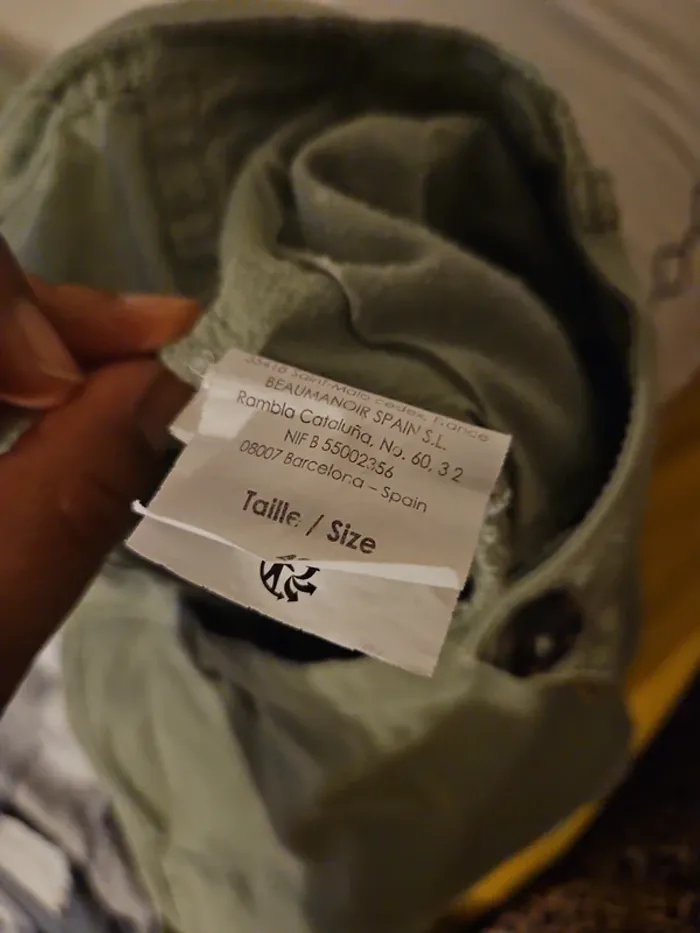 35418 Saint-Malo cedex, France
BEAUMANOIR SPAIN S.L.
Rambla Cataluña, No. 60, 3 2
NIF B 55002356
08007 Barcelona – Spain
Taille / Size